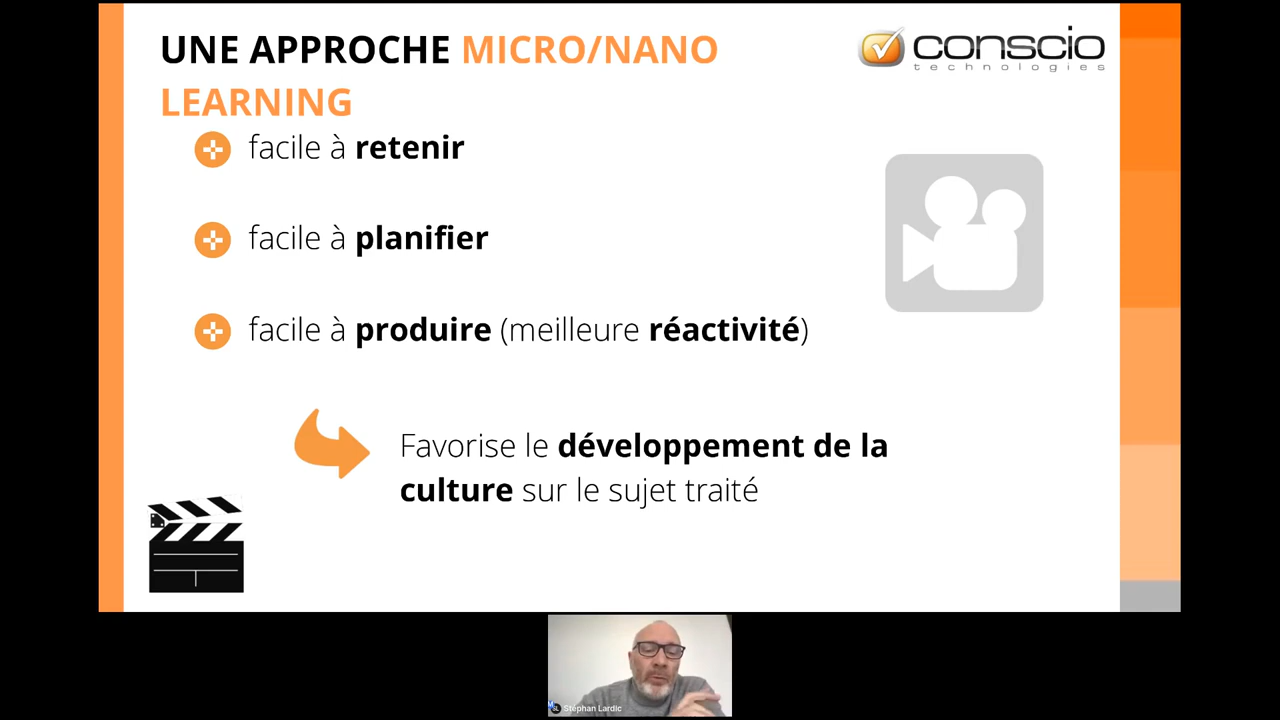 UNE APPROCHE MICRO/NANO
LEARNING
conscio
technologies
facile à retenir
facile à planifier
facile à produire (meilleure réactivité)
Favorise le développement de la
culture sur le sujet traité
SL Stéphan Lardic